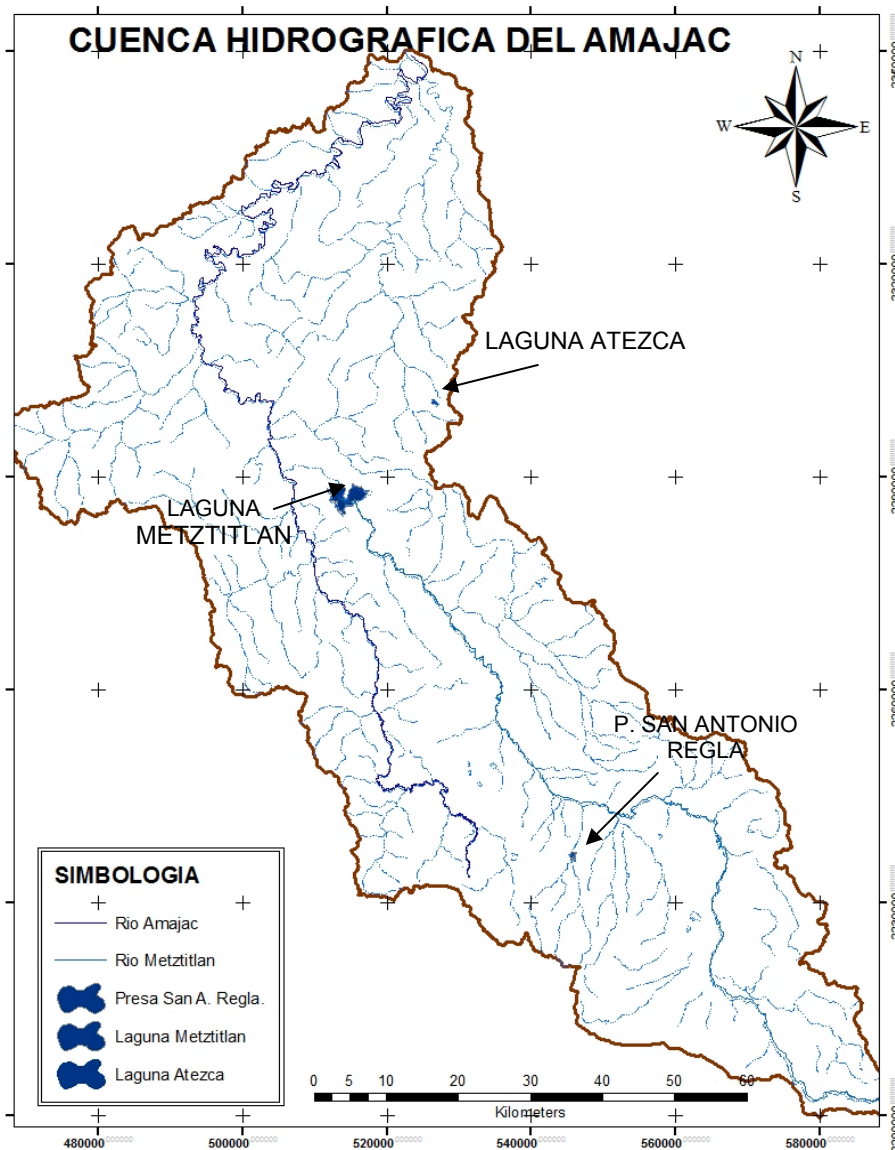 CUENCA HIDROGRAFICA DEL AMAJAC
N
W E
S
LAGUNA ATEZCA
LAGUNA
METZTITLAN
P. SAN ANTONIO
REGLA
SIMBOLOGIA
Rio Amajac
Rio Metztitlan
Presa San A. Regla.
Laguna Metztitlan
Laguna Atezca
0 5 10 20 30 40 50 60
Kilometers
480000 500000 520000 540000 560000 580000